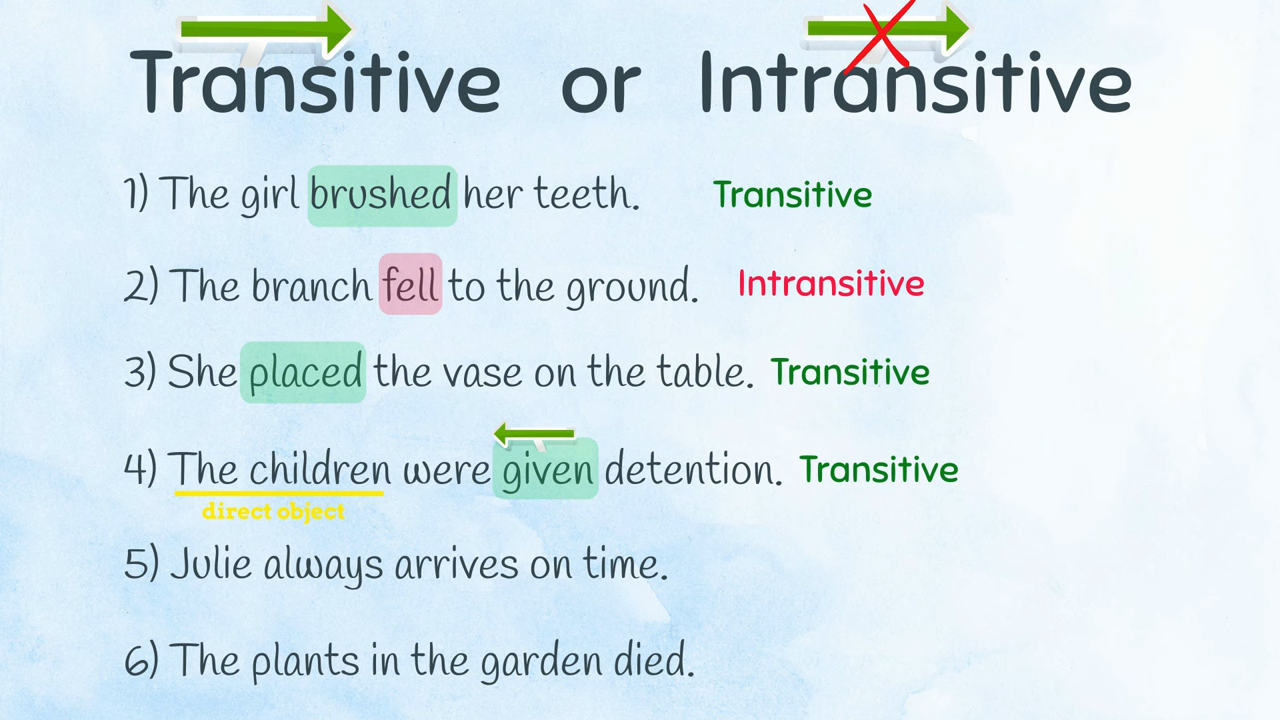 Transitive or Intransitive
1) The girl brushed her teeth. Transitive
2) The branch fell to the ground. Intransitive
3) She placed the vase on the table. Transitive
4) The children were given detention. Transitive
direct object
5) Julie always arrives on time.
6) The plants in the garden died.